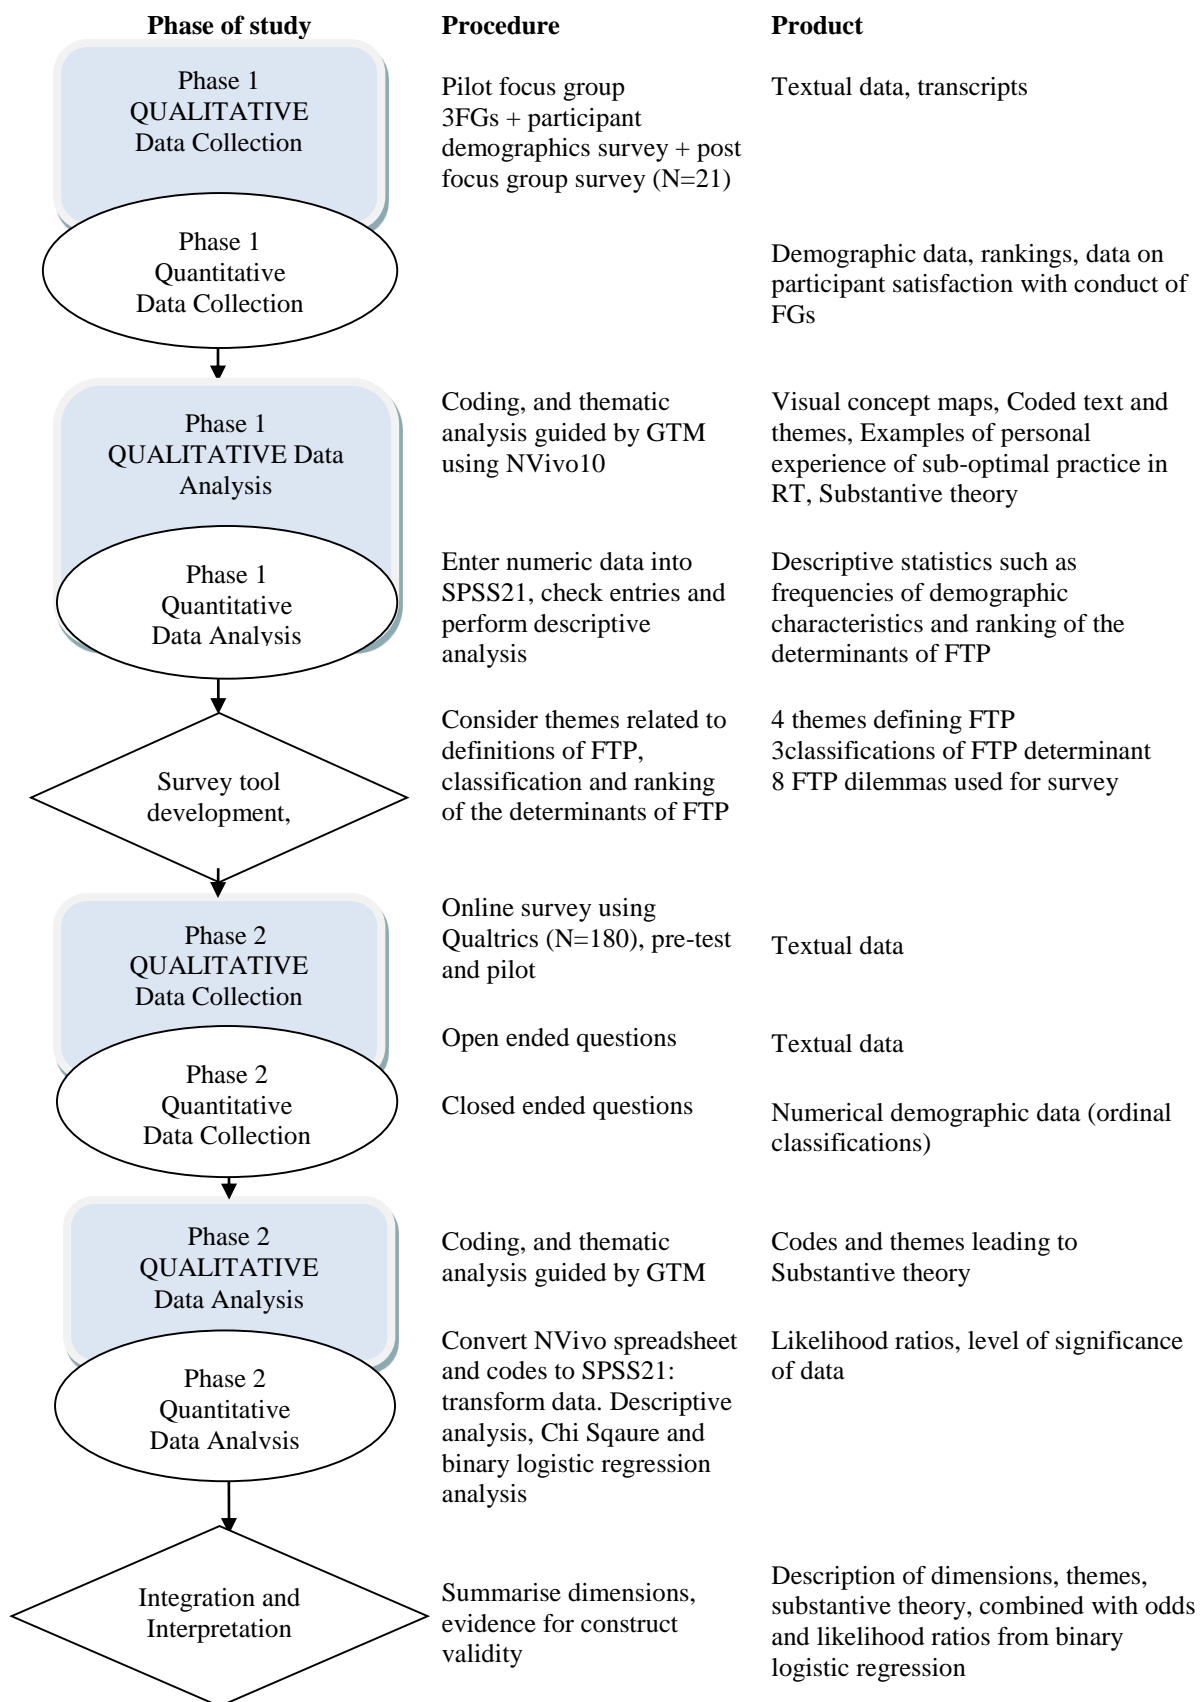 Phase of study
Procedure
Product
Phase 1
QUALITATIVE
Data Collection
Pilot focus group
3FGs + participant
demographics survey + post
focus group survey (N=21)
Textual data, transcripts
Phase 1
Quantitative
Data Collection
Demographic data, rankings, data on
participant satisfaction with conduct of
FGs
Phase 1
QUALITATIVE Data
Analysis
Coding, and thematic
analysis guided by GTM
using NVivo10
Visual concept maps, Coded text and
themes, Examples of personal
experience of sub-optimal practice in
RT, Substantive theory
Phase 1
Quantitative
Data Analysis
Enter numeric data into
SPSS21, check entries and
perform descriptive
analysis
Descriptive statistics such as
frequencies of demographic
characteristics and ranking of the
determinants of FTP
Survey tool
development,
Consider themes related to
definitions of FTP,
classification and ranking
of the determinants of FTP
4 themes defining FTP
3classifications of FTP determinant
8 FTP dilemmas used for survey
Phase 2
QUALITATIVE
Data Collection
Online survey using
Qualtrics (N=180), pre-test
and pilot
Textual data
Open ended questions
Textual data
Phase 2
Quantitative
Data Collection
Closed ended questions
Numerical demographic data (ordinal
classifications)
Phase 2
QUALITATIVE
Data Analysis
Coding, and thematic
analysis guided by GTM
Codes and themes leading to
Substantive theory
Phase 2
Quantitative
Data Analysis
Convert NVivo spreadsheet
and codes to SPSS21:
transform data. Descriptive
analysis, Chi Sqaure and
binary logistic regression
analysis
Likelihood ratios, level of significance
of data
Integration and
Interpretation
Summarise dimensions,
evidence for construct
validity
Description of dimensions, themes,
substantive theory, combined with odds
and likelihood ratios from binary
logistic regression